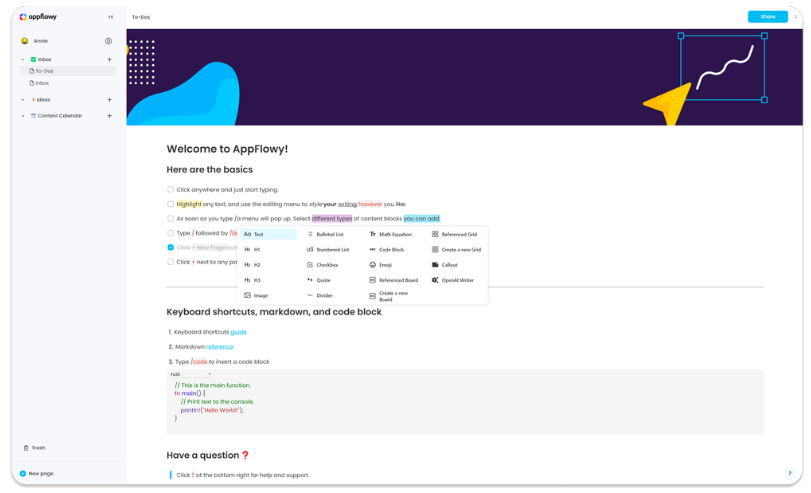 appflowy
To-Dos
Share
Annie
Inbox
To-Dos
Inbox
Ideas
Content Calendar
Trash
New page
Welcome to AppFlowy!
Here are the basics
Click anywhere and just start typing.
Highlight any text, and use the editing menu to style your writing however you like.
As soon as you type /a menu will pop up. Select different types of content blocks you can add.
Type / followed by /b
Click + New Page but
Click + next to any pa
Aa Text
H1 H1
H2 H2
H3 H3
Image
Bulleted List
Numbered List
Checkbox
Quote
Divider
Math Equation
Code Block
Emoji
Referenced Board
Create a new
Board
Referenced Grid
Create a new Grid
Callout
OpenAI Writer
Keyboard shortcuts, markdown, and code block
1. Keyboard shortcuts guide
2. Markdown reference
3. Type /code to insert a code block
rust
// This is the main function.
fn main() {
// Print text to the console.
println!("Hello World!");
}
Have a question ❓
Click ? at the bottom right for help and support.
?